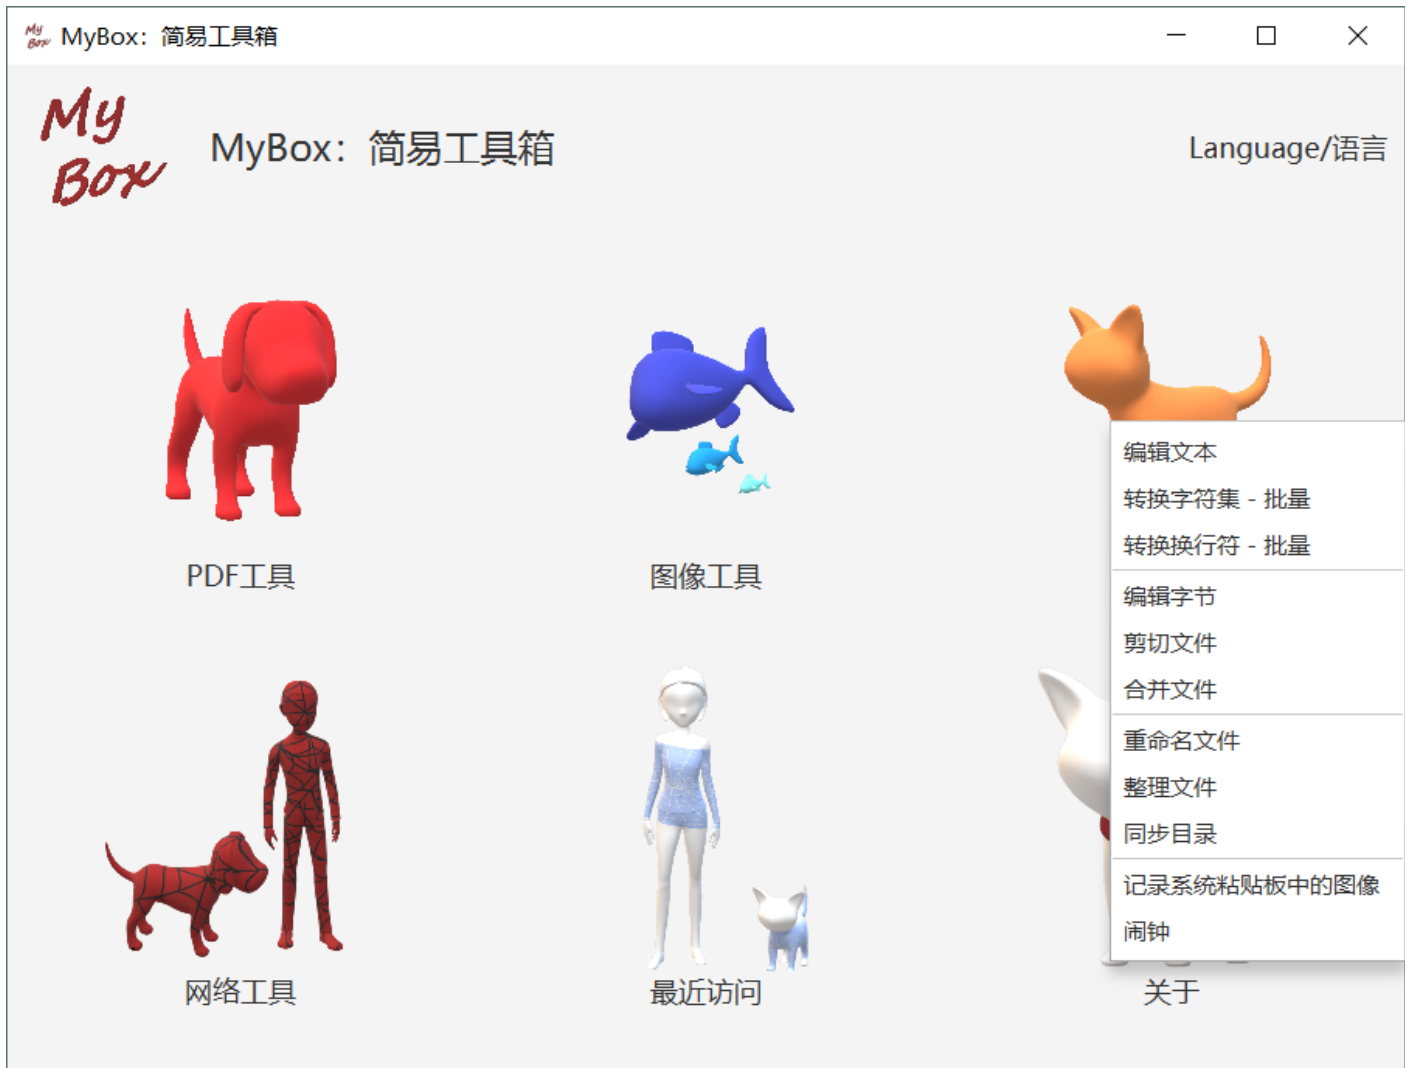 My Box MyBox：简易工具箱
My
Box
MyBox：简易工具箱
Language/语言
PDF工具
图像工具
编辑文本
转换字符集 - 批量
转换换行符 - 批量
编辑字节
剪切文件
合并文件
重命名文件
整理文件
同步目录
记录系统粘贴板中的图像
闹钟
网络工具
最近访问
关于